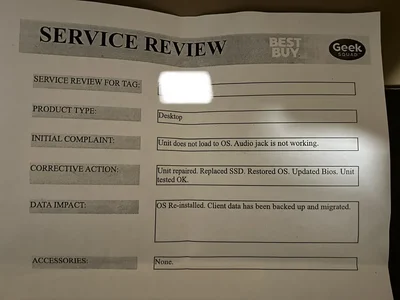 SERVICE REVIEW
BEST
BUY
Geek
SQUAD
SERVICE REVIEW FOR TAG:
PRODUCT TYPE:
Desktop
INITIAL COMPLAINT:
Unit does not load to OS. Audio jack is not working.
CORRECTIVE ACTION:
Unit repaired. Replaced SSD. Restored OS. Updated Bios. Unit
tested OK.
DATA IMPACT:
OS Re-installed. Client data has been backed up and migrated.
ACCESSORIES:
None.